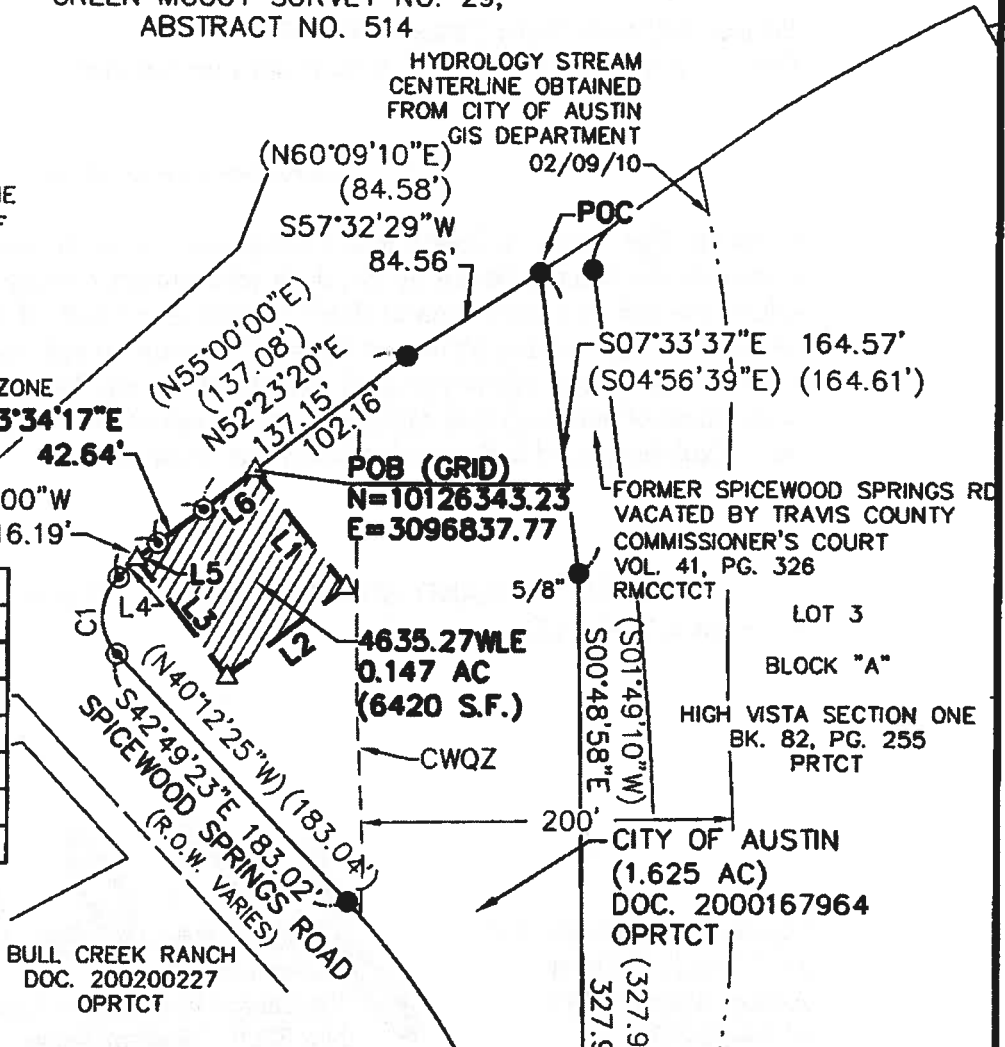 GREEN MCCOY SURVEY NO. 29,
ABSTRACT NO. 514
HYDROLOGY STREAM
CENTERLINE OBTAINED
FROM CITY OF AUSTIN
GIS DEPARTMENT
02/09/10
(N60°09'10"E)
(84.58')
S57°32'29"W
84.56'
POC
(N55°00'00"E)
(137.08')
N52°23'20"E
137.15'
102.16'
S07°33'37"E 164.57'
(S04°56'39"E) (164.61')
ZONE
3°34'17"E
42.64'
00"W
16.19'
POB (GRID)
N=10126343.23
E=3096837.77
FORMER SPICEWOOD SPRINGS RD
VACATED BY TRAVIS COUNTY
COMMISSIONER'S COURT
VOL. 41, PG. 326
RMCCTCT
L6
L1
L5
L4
L3
L2
C1
5/8"
4635.27WLE
0.147 AC
(6420 S.F.)
LOT 3
BLOCK "A"
HIGH VISTA SECTION ONE
BK. 82, PG. 255
PRTCT
(S01°49'10"W)
S00°48'58"E
(N40°12'25"W) (183.04')
S42°49'23"E 183.02'
SPICEWOOD SPRINGS ROAD
(R.O.W. VARIES)
CWQZ
200'
CITY OF AUSTIN
(1.625 AC)
DOC. 2000167964
OPRTCT
(327.9
327.9
BULL CREEK RANCH
DOC. 200200227
OPRTCT